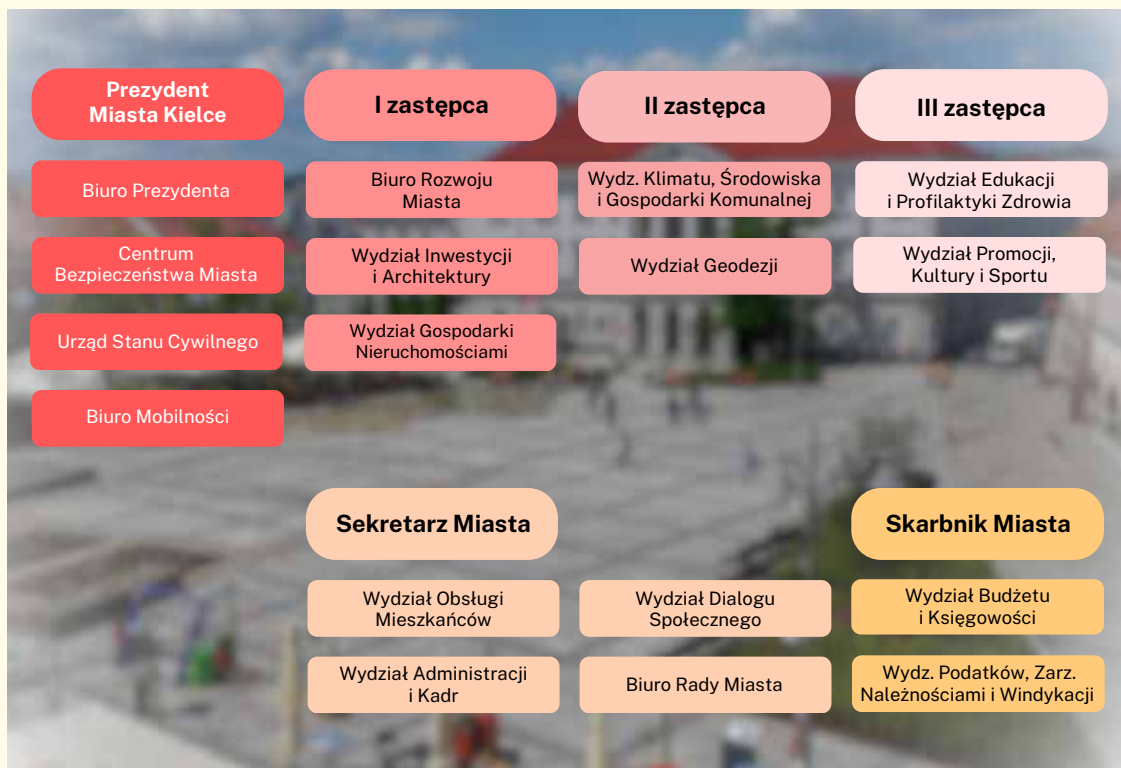 Prezydent
Miasta Kielce
I zastępca
II zastępca
III zastępca
Biuro Prezydenta
Biuro Rozwoju
Miasta
Wydz. Klimatu, Środowiska
i Gospodarki Komunalnej
Wydział Edukacji
i Profilaktyki Zdrowia
Centrum
Bezpieczeństwa Miasta
Wydział Inwestycji
i Architektury
Wydział Geodezji
Wydział Promocji,
Kultury i Sportu
Urząd Stanu Cywilnego
Wydział Gospodarki
Nieruchomościami
Biuro Mobilności
Sekretarz Miasta
Skarbnik Miasta
Wydział Obsługi
Mieszkańców
Wydział Dialogu
Społecznego
Wydział Budżetu
i Księgowości
Wydział Administracji
i Kadr
Biuro Rady Miasta
Wydz. Podatków, Zarz.
Należnościami i Windykacji